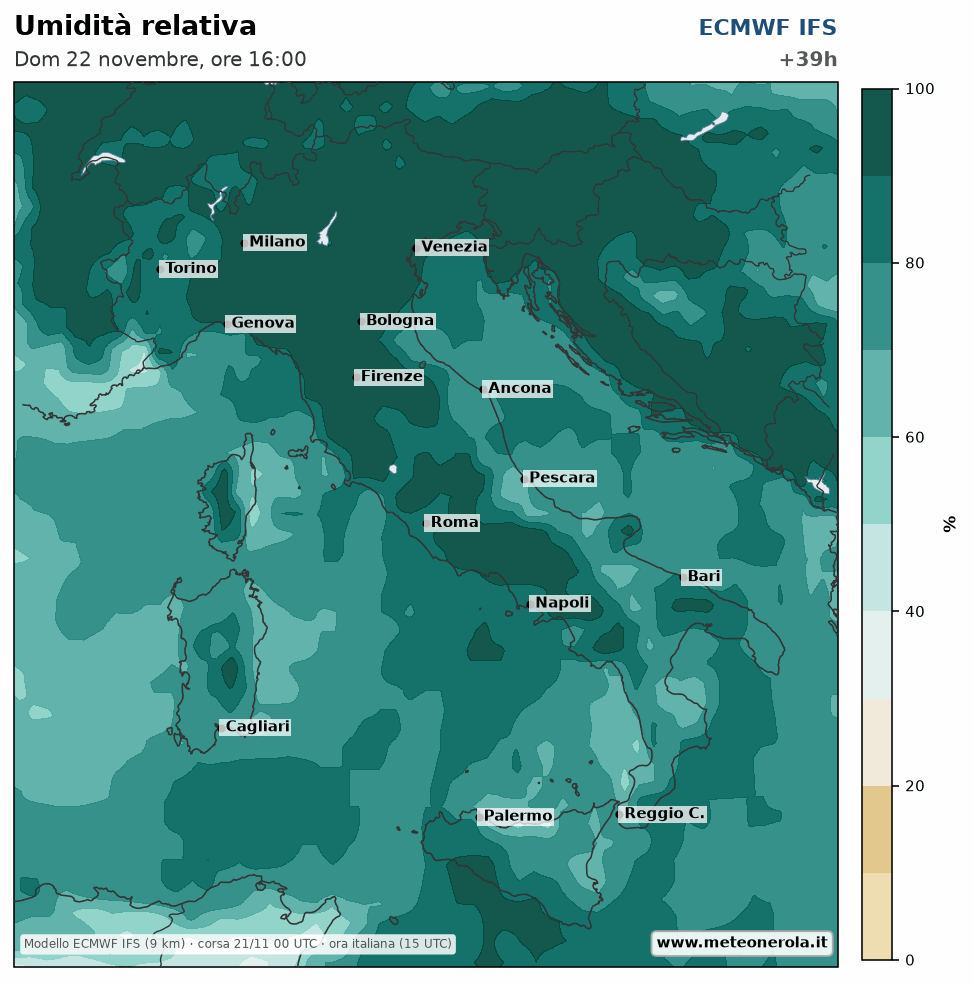 Umidità relativa
ECMWF IFS
Dom 22 novembre, ore 16:00
+39h
100
80
60
40
20
0
%
Milano
Venezia
Torino
Genova
Bologna
Firenze
Ancona
Pescara
Roma
Bari
Napoli
Cagliari
Palermo
Reggio C.
Modello ECMWF IFS (9 km) · corsa 21/11 00 UTC · ora italiana (15 UTC)
www.meteonerola.it